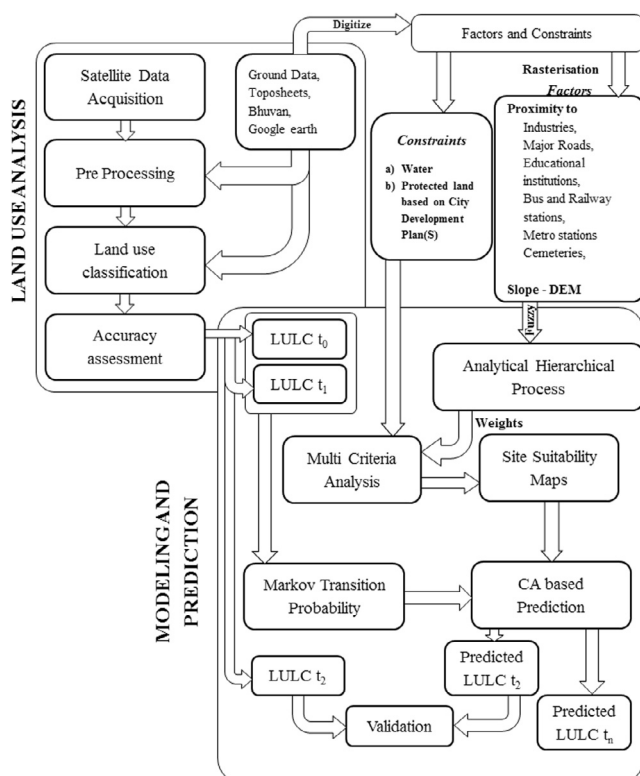 Digitize
Factors and Constraints
Satellite Data
Acquisition
Ground Data,
Toposheets,
Bhuvan,
Google earth
Rasterisation
Factors
Proximity to
Industries,
Major Roads,
Educational
institutions,
Bus and Railway
stations,
Metro stations
Cemeteries,
Slope - DEM
Constraints
a) Water
b) Protected land
based on City
Development
Plan(S)
Pre Processing
LAND USE ANALYSIS
Land use
classification
Accuracy
assessment
LULC t0
LULC t1
Fuzzy
Analytical Hierarchical
Process
Weights
Multi Criteria
Analysis
Site Suitability
Maps
MODELING AND
PREDICTION
Markov Transition
Probability
CA based
Prediction
LULC t2
Predicted
LULC t2
Validation
Predicted
LULC tn